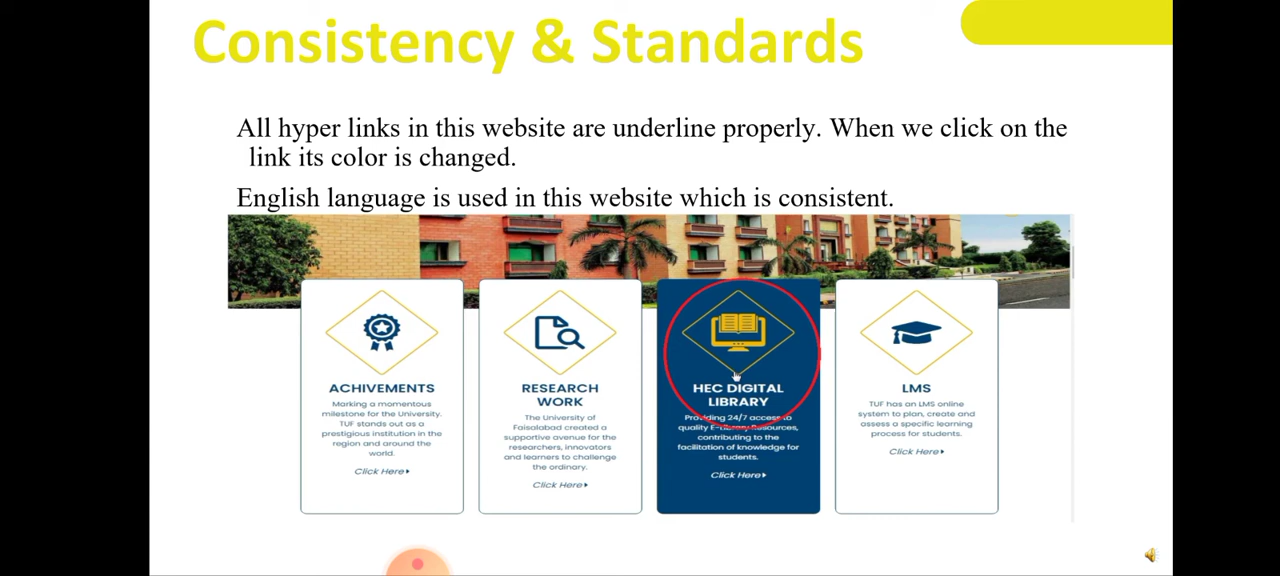 Consistency & Standards
All hyper links in this website are underline properly. When we click on the
link its color is changed.
English language is used in this website which is consistent.
ACHIVEMENTS
Marking a momentous
milestone for the University.
TUF stands out as a
prestigious institution in the
region and around the
world.
Click Here
RESEARCH
WORK
The University of
Faisalabad created a
supportive avenue for the
researchers, innovators
and learners to challenge
the ordinary.
Click Here
HEC DIGITAL
LIBRARY
Providing 24/7 access to
quality E-Library Resources,
contributing to the
facilitation of knowledge for
students.
Click Here
LMS
TUF has an LMS online
system to plan, create and
assess a specific learning
process for students.
Click Here